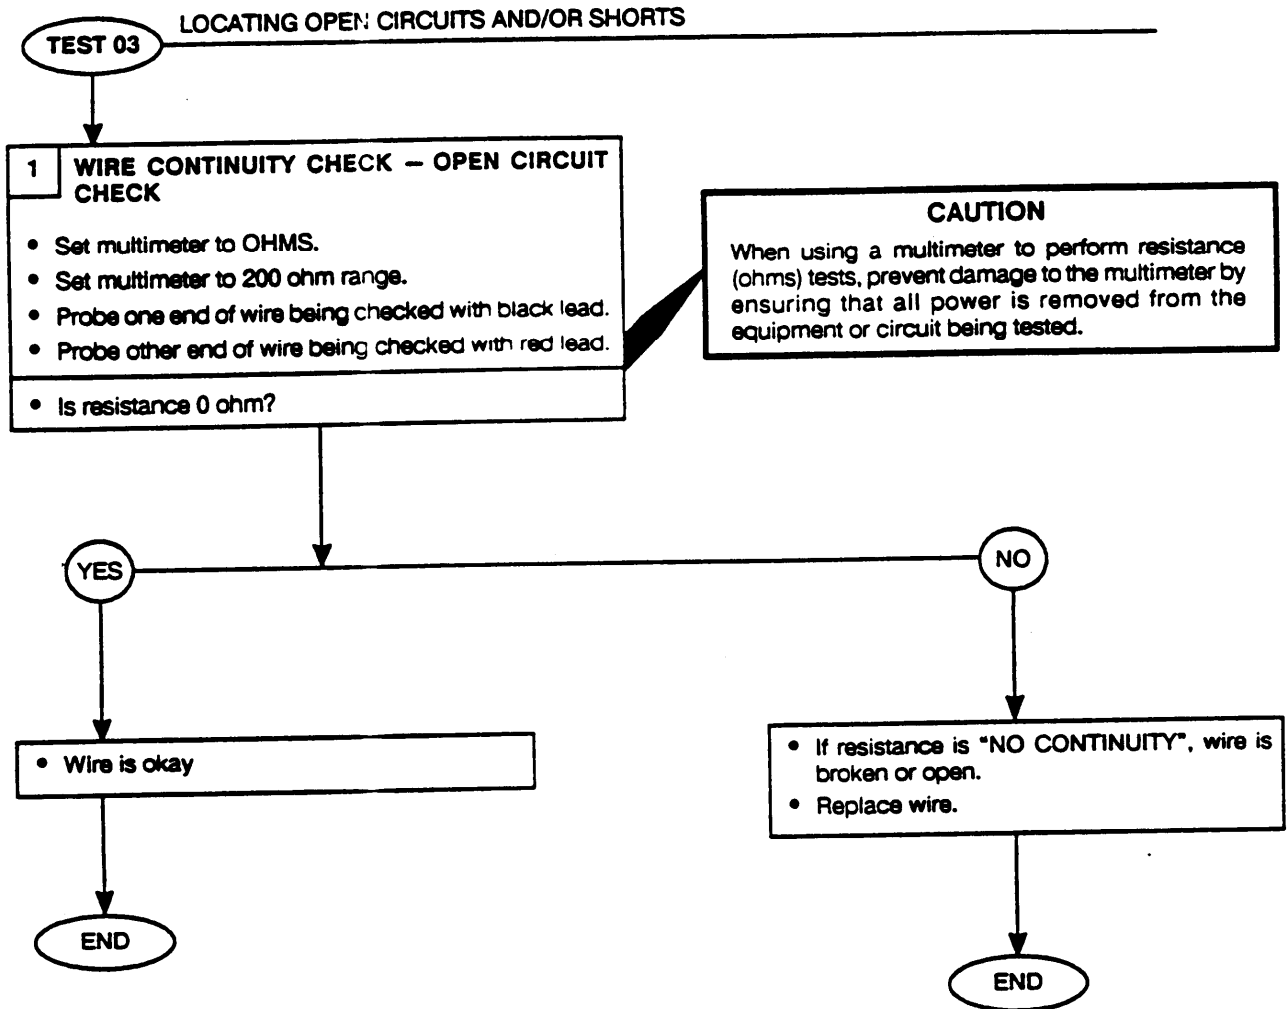 LOCATING OPEN CIRCUITS AND/OR SHORTS
TEST 03
1 WIRE CONTINUITY CHECK — OPEN CIRCUIT
CHECK
• Set multimeter to OHMS.
• Set multimeter to 200 ohm range.
• Probe one end of wire being checked with black lead.
• Probe other end of wire being checked with red lead.
• Is resistance 0 ohm?
CAUTION
When using a multimeter to perform resistance
(ohms) tests, prevent damage to the multimeter by
ensuring that all power is removed from the
equipment or circuit being tested.
YES
NO
• Wire is okay
• If resistance is "NO CONTINUITY", wire is
broken or open.
• Replace wire.
END
END